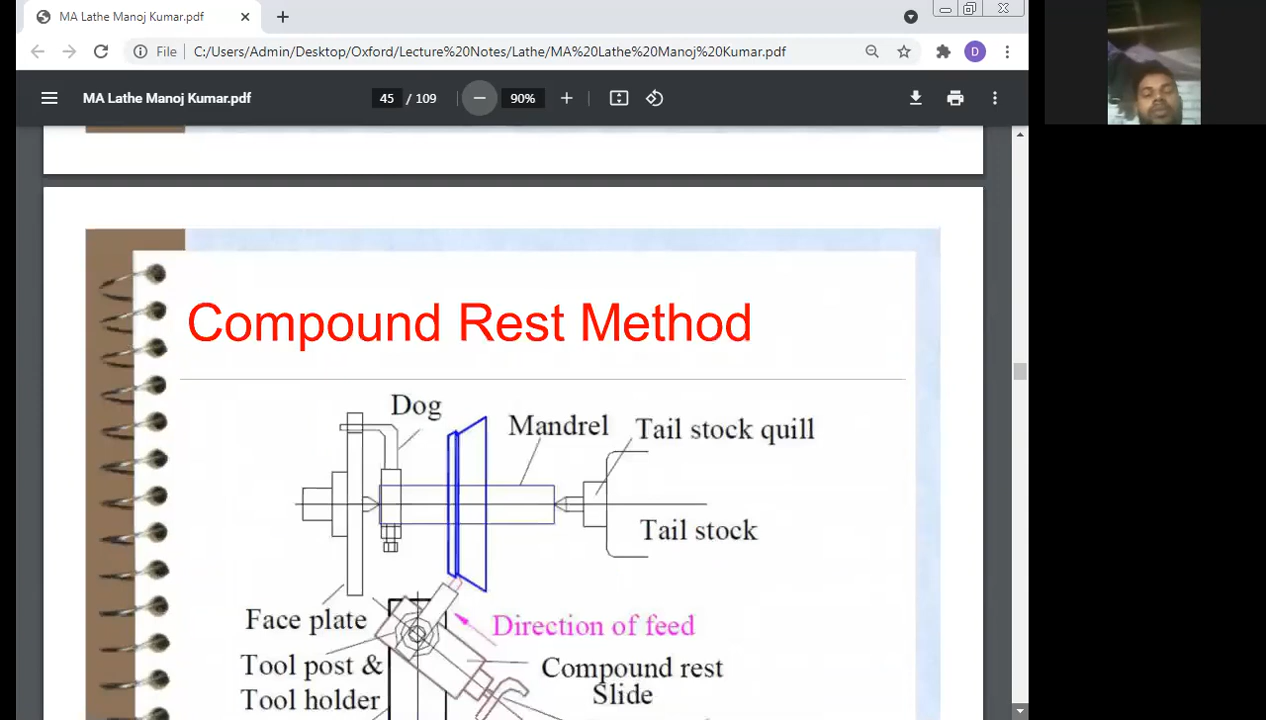 MA Lathe Manoj Kumar.pdf
File C:/Users/Admin/Desktop/Oxford/Lecture%20Notes/Lathe/MA%20Lathe%20Manoj%20Kumar.pdf
D
MA Lathe Manoj Kumar.pdf
45 / 109
90%
Compound Rest Method
Dog
Mandrel
Tail stock quill
Tail stock
Face plate
Direction of feed
Tool post &
Tool holder
Compound rest
Slide